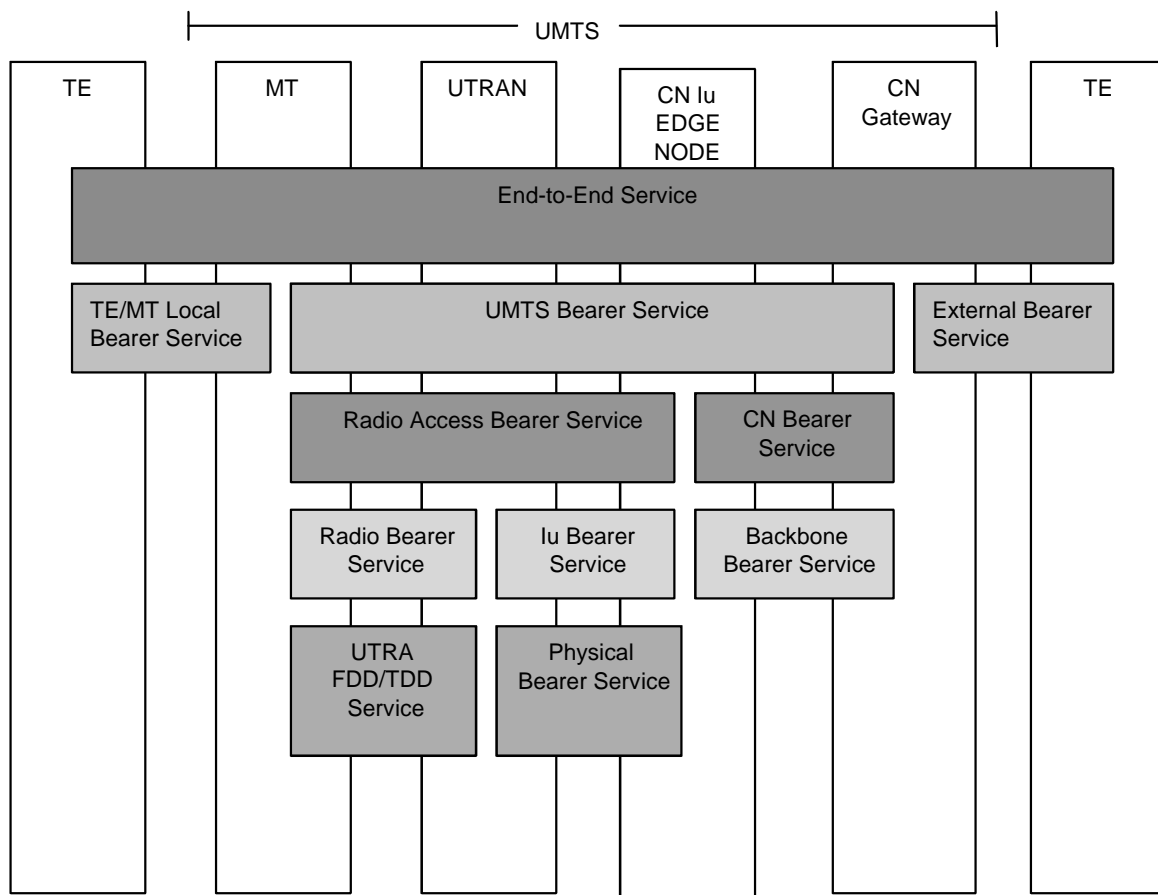 UMTS
TE
MT
UTRAN
CN Iu
EDGE
NODE
CN
Gateway
TE
End-to-End Service
TE/MT Local
Bearer Service
UMTS Bearer Service
External Bearer
Service
Radio Access Bearer Service
CN Bearer
Service
Radio Bearer
Service
Iu Bearer
Service
Backbone
Bearer Service
UTRA
FDD/TDD
Service
Physical
Bearer Service